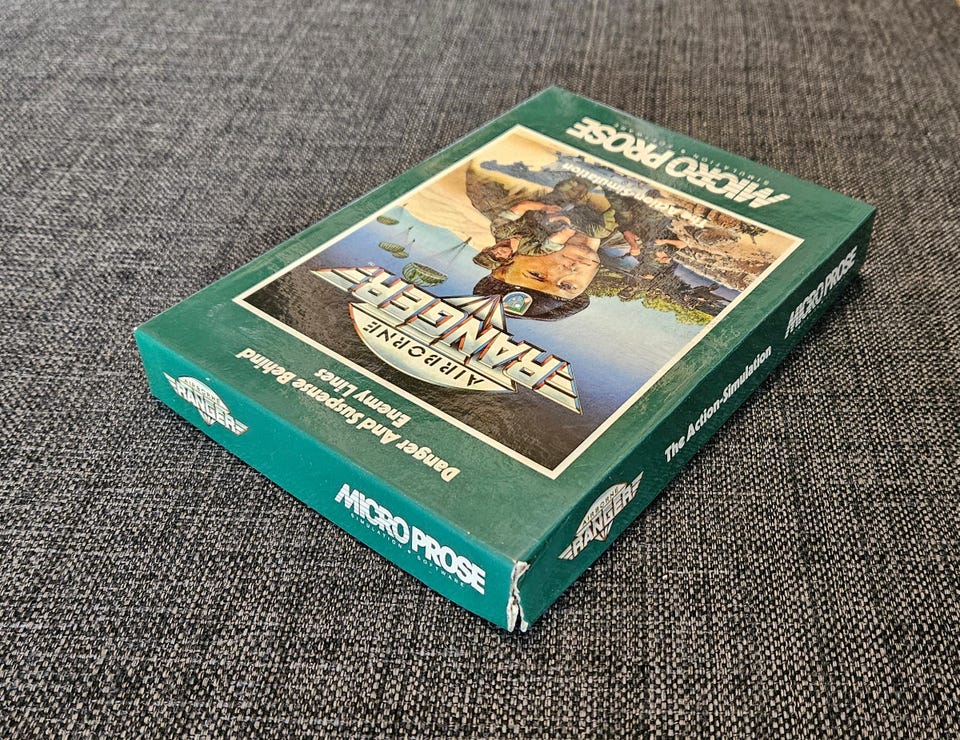 Danger And Suspense Behind
Enemy Lines
AIRBORNE
RANGER
The Action-Simulation
MICRO PROSE
SIMULATION • SOFTWARE
AIRBORNE
RANGER
MICRO PROSE
SIMULATION • SOFTWARE
AIRBORNE
RANGER
The Action-Simulation
MICRO PROSE